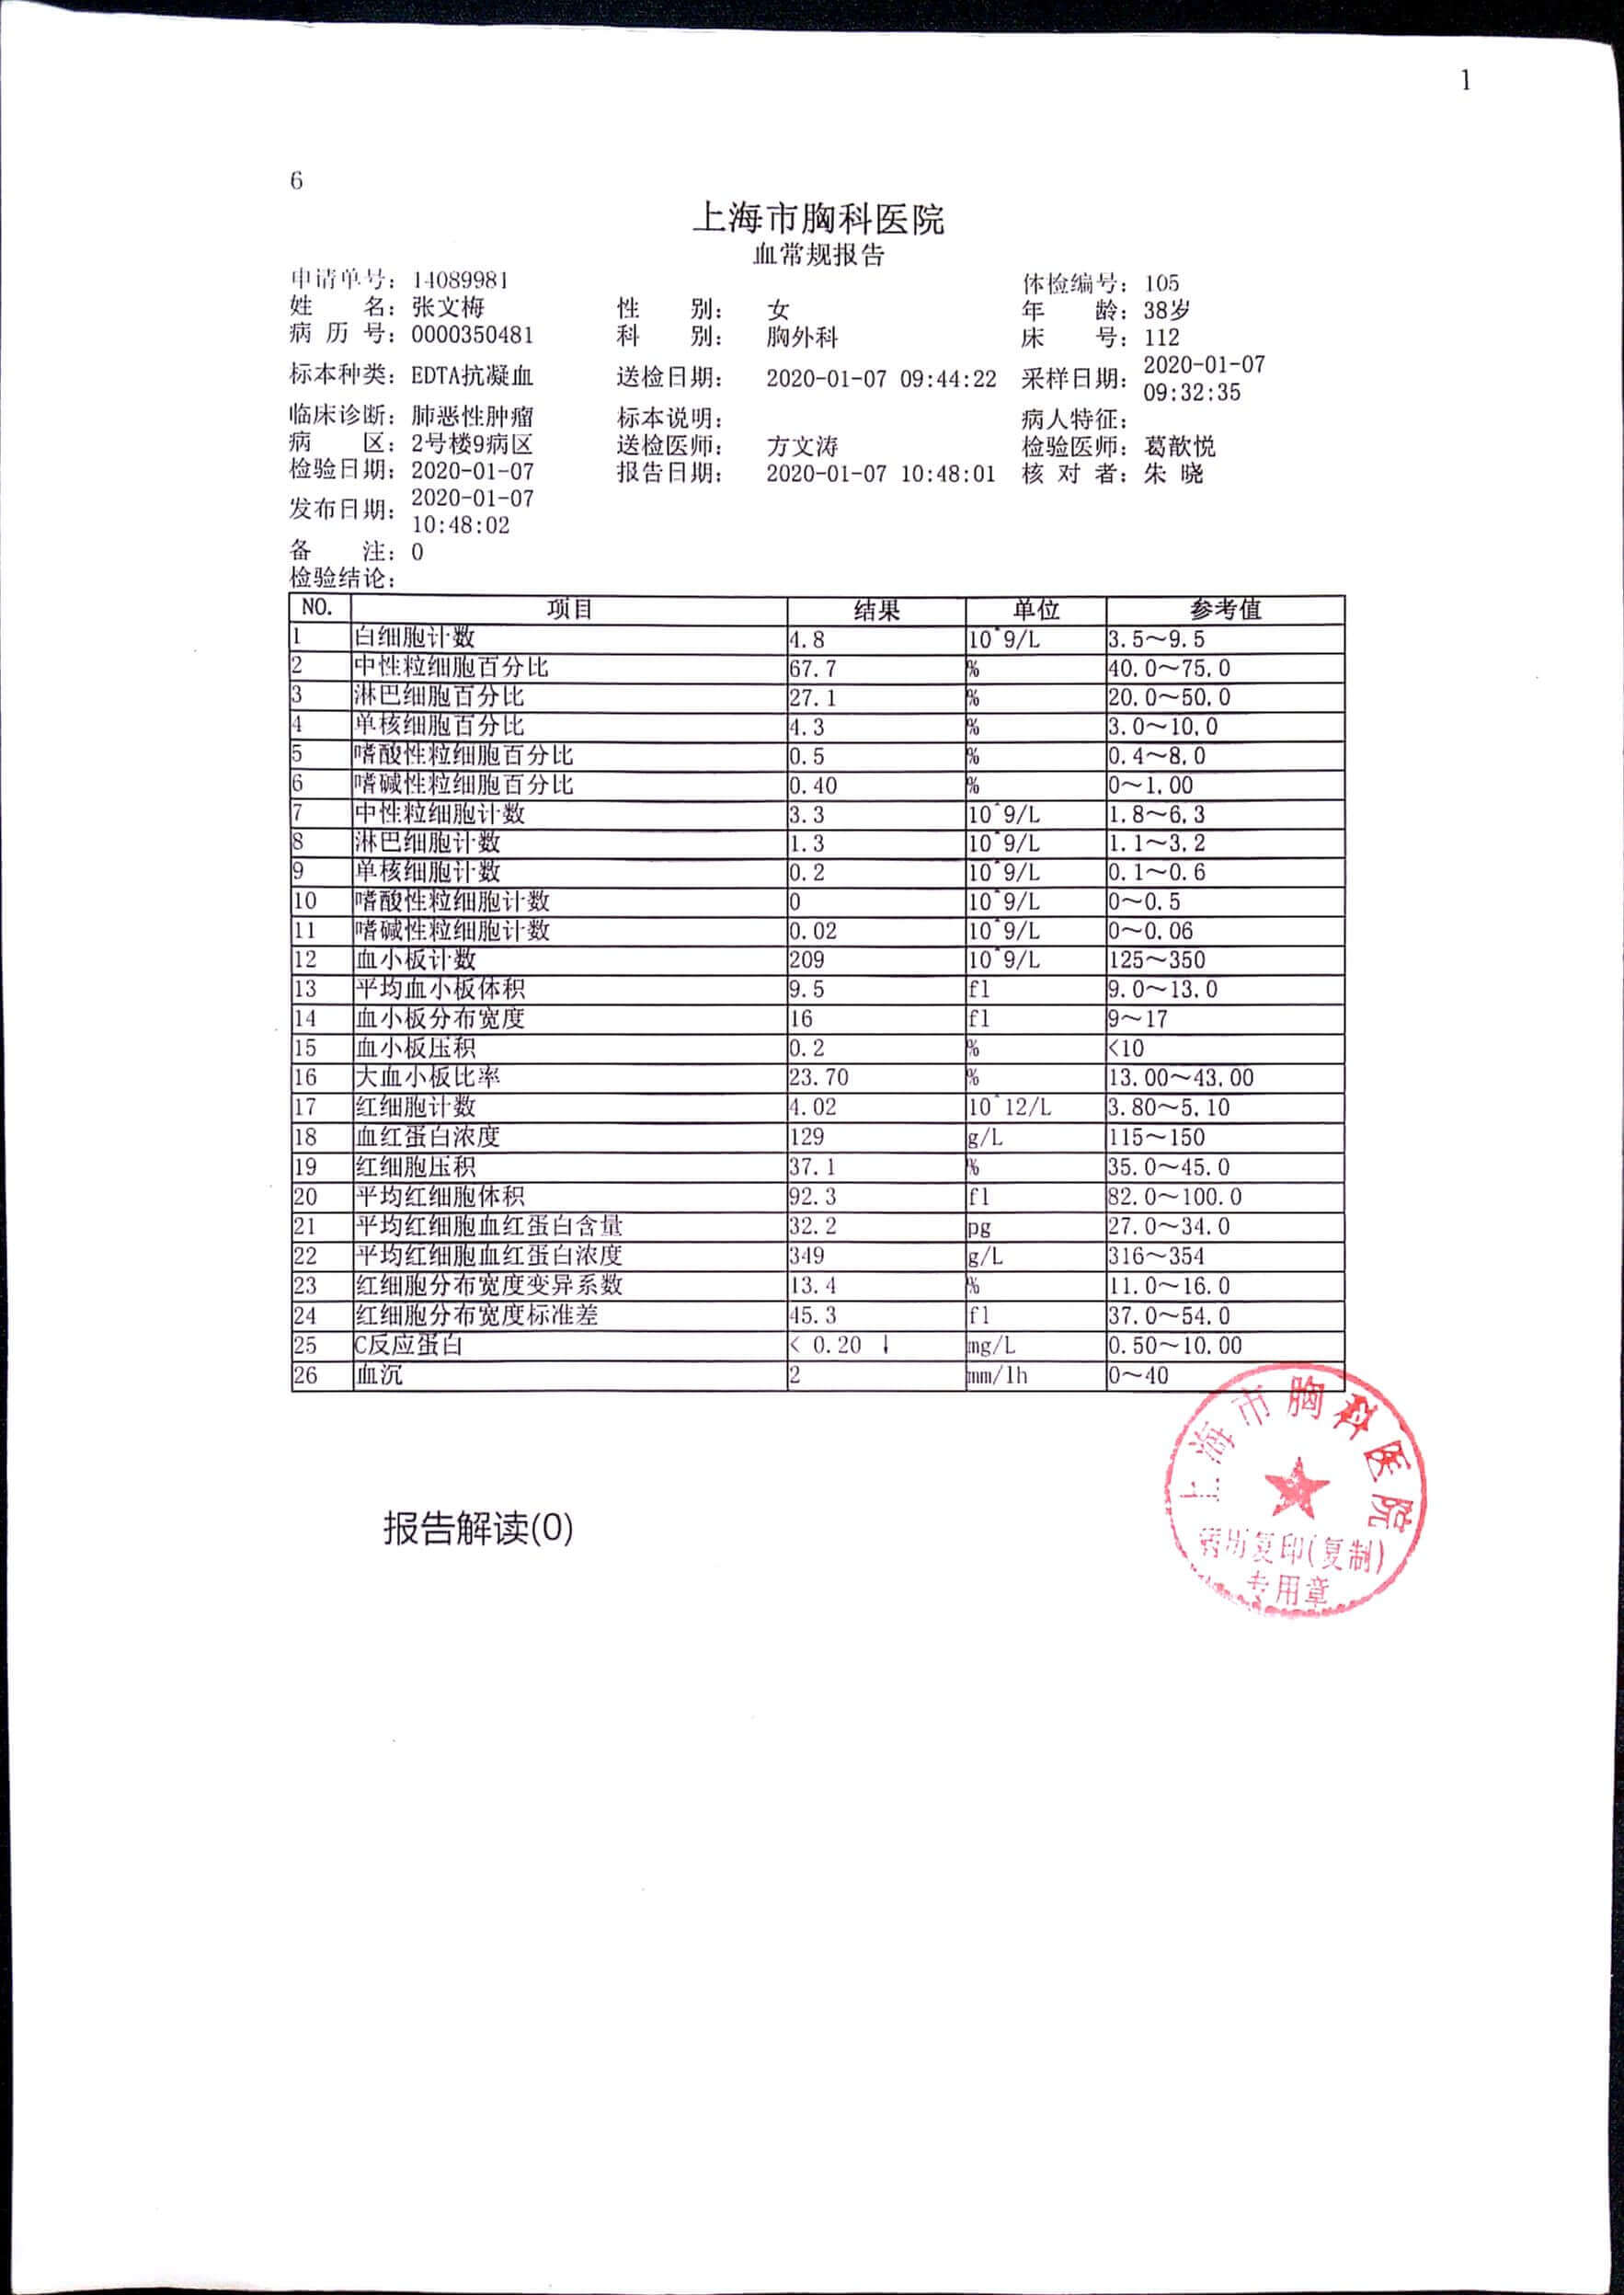 1
6
上海市胸科医院
血常规报告
申请单号: 14089981 体检编号: 105
姓 名: 张文梅 性 别: 女 年 龄: 38岁
病 历 号: 0000350481 科 别: 胸外科 床 号: 112
标本种类: EDTA抗凝血 送检日期: 2020-01-07 09:44:22 采样日期: 2020-01-07 09:32:35
临床诊断: 肺恶性肿瘤 标本说明: 病人特征:
病 区: 2号楼9病区 送检医师: 方文涛 检验医师: 葛歆悦
检验日期: 2020-01-07 报告日期: 2020-01-07 10:48:01 核 对 者: 朱 晓
发布日期: 2020-01-07 10:48:02
备 注: 0
检验结论:
NO. 项目 结果 单位 参考值
1 白细胞计数 4.8 10^9/L 3.5~9.5
2 中性粒细胞百分比 67.7 % 40.0~75.0
3 淋巴细胞百分比 27.1 % 20.0~50.0
4 单核细胞百分比 4.3 % 3.0~10.0
5 嗜酸性粒细胞百分比 0.5 % 0.4~8.0
6 嗜碱性粒细胞百分比 0.40 % 0~1.00
7 中性粒细胞计数 3.3 10^9/L 1.8~6.3
8 淋巴细胞计数 1.3 10^9/L 1.1~3.2
9 单核细胞计数 0.2 10^9/L 0.1~0.6
10 嗜酸性粒细胞计数 0 10^9/L 0~0.5
11 嗜碱性粒细胞计数 0.02 10^9/L 0~0.06
12 血小板计数 209 10^9/L 125~350
13 平均血小板体积 9.5 fl 9.0~13.0
14 血小板分布宽度 16 fl 9~17
15 血小板压积 0.2 % <10
16 大血小板比率 23.70 % 13.00~43.00
17 红细胞计数 4.02 10^12/L 3.80~5.10
18 血红蛋白浓度 129 g/L 115~150
19 红细胞压积 37.1 % 35.0~45.0
20 平均红细胞体积 92.3 fl 82.0~100.0
21 平均红细胞血红蛋白含量 32.2 pg 27.0~34.0
22 平均红细胞血红蛋白浓度 349 g/L 316~354
23 红细胞分布宽度变异系数 13.4 % 11.0~16.0
24 红细胞分布宽度标准差 45.3 fl 37.0~54.0
25 C反应蛋白 < 0.20 ↓ mg/L 0.50~10.00
26 血沉 2 mm/1h 0~40
上海市胸科医院
病历复印(复制)
专用章
报告解读(0)